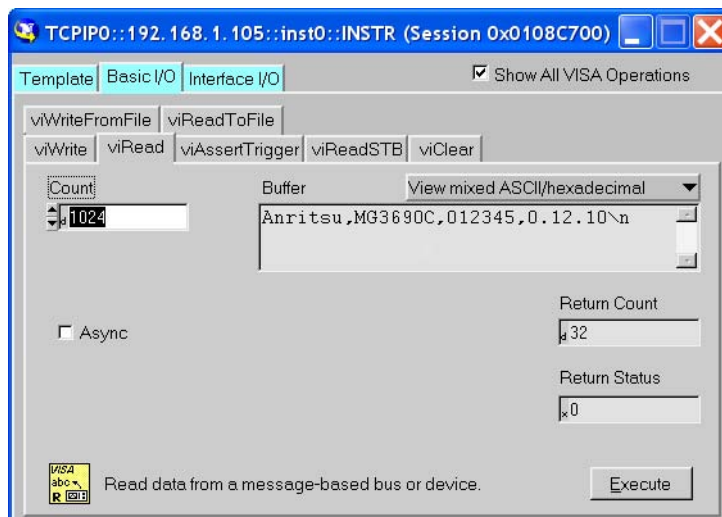 TCPIP0::192.168.1.105::inst0::INSTR (Session 0x0108C700)
Template Basic I/O Interface I/O Show All VISA Operations
viWriteFromFile viReadToFile
viWrite viRead viAssertTrigger viReadSTB viClear
Count Buffer View mixed ASCII/hexadecimal
d 1024 Anritsu,MG3690C,012345,0.12.10\n
Return Count
Async d 32
Return Status
x 0
VISA
abc
R
Read data from a message-based bus or device. Execute